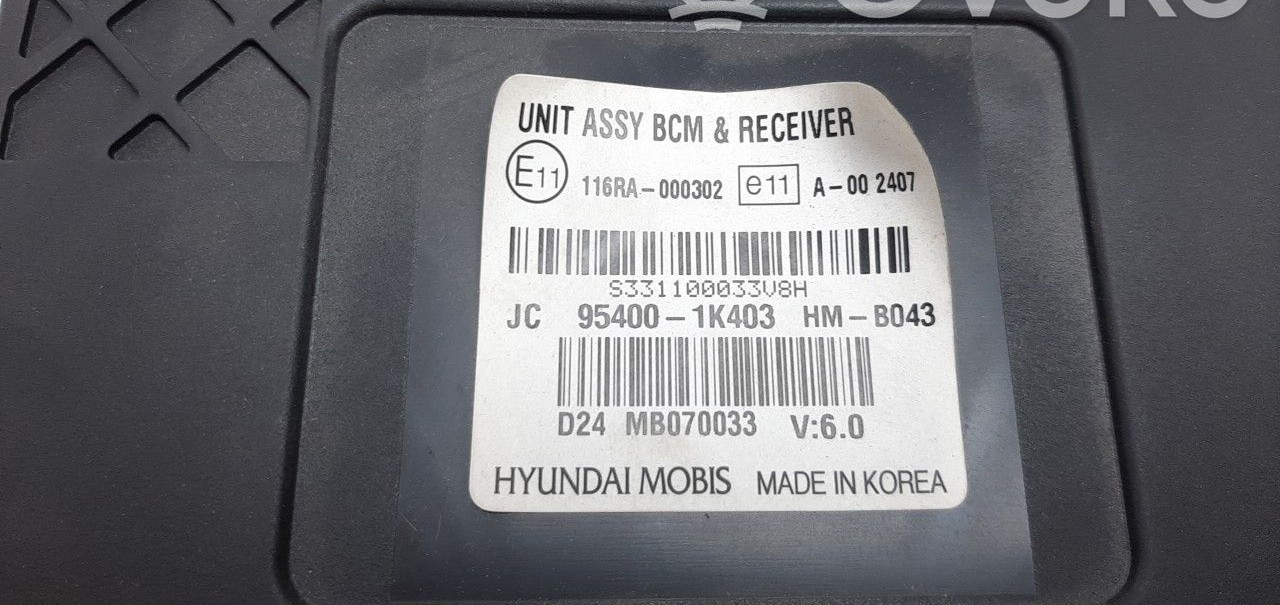 UNIT ASSY BCM & RECEIVER
E11 116RA-000302 e11 A-00 2407
S331100033V8H
JC 95400-1K403 HM-B043
D24 MB070033 V:6.0
HYUNDAI MOBIS MADE IN KOREA